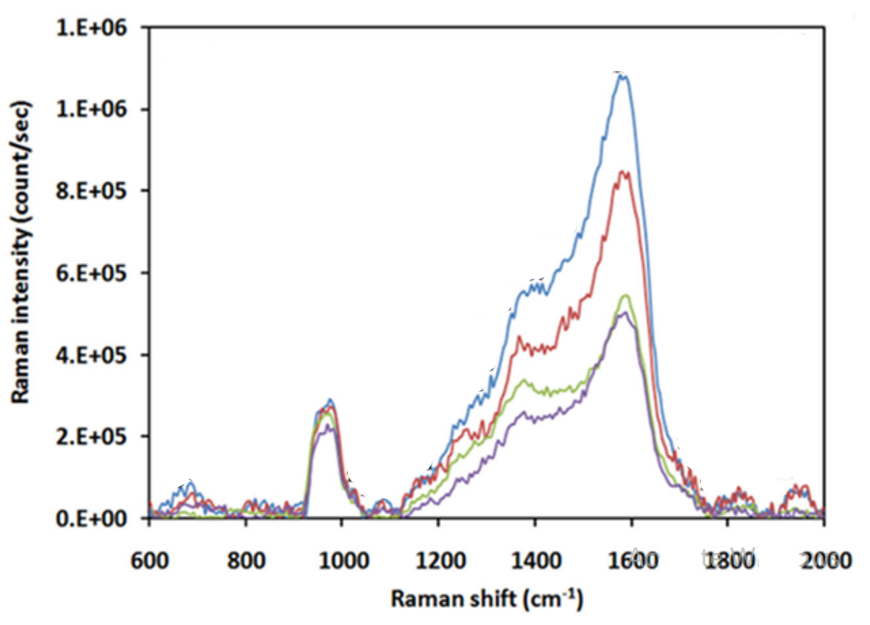 1.E+06
1.E+06
8.E+05
6.E+05
4.E+05
2.E+05
0.E+00
Raman intensity (count/sec)
600 800 1000 1200 1400 1600 1800 2000
Raman shift (cm⁻¹)